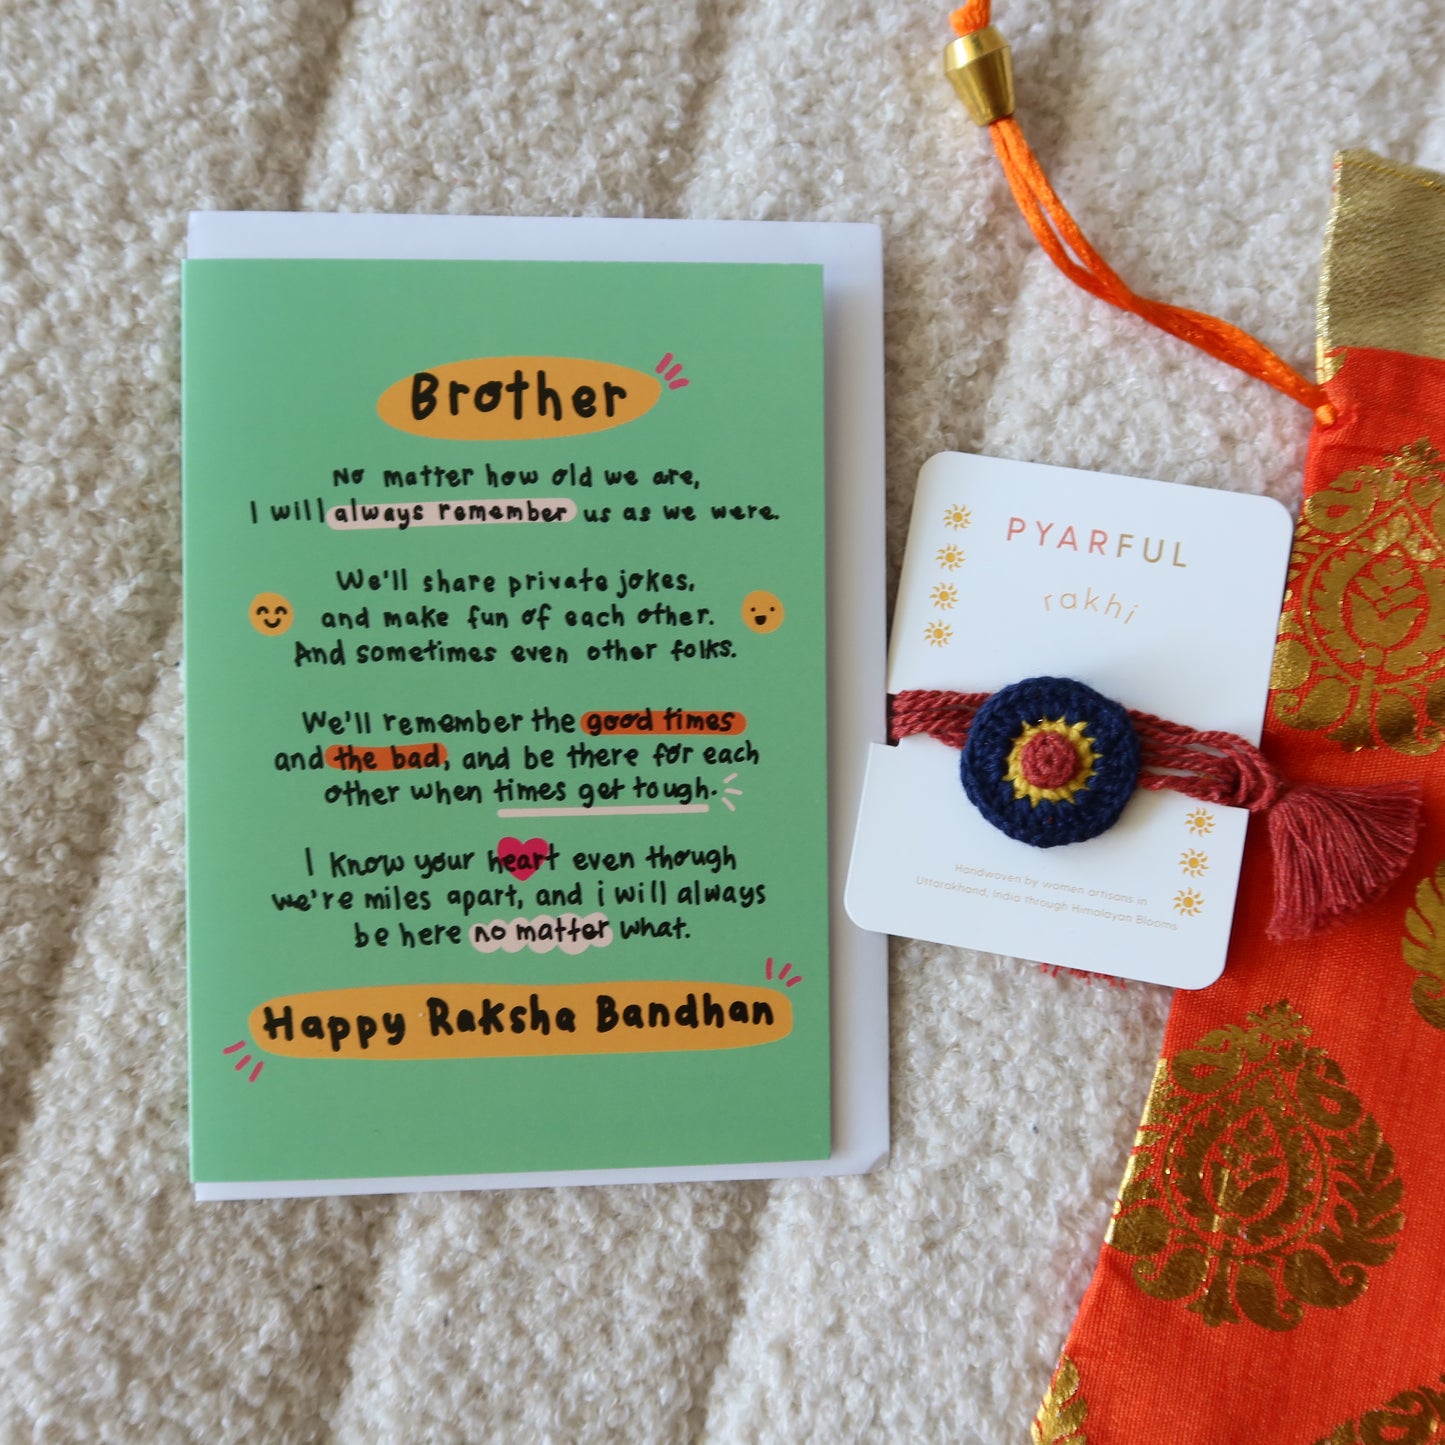 Brother
No matter how old we are,
I will always remember us as we were.
We'll share private jokes,
and make fun of each other.
And sometimes even other folks.
We'll remember the good times
and the bad, and be there for each
other when times get tough.
I know your heart even though
we're miles apart, and i will always
be here no matter what.
Happy Raksha Bandhan
PYARFUL
rakhi
Handwoven by women artisans in
Uttarakhand, India through Himalayan Blooms